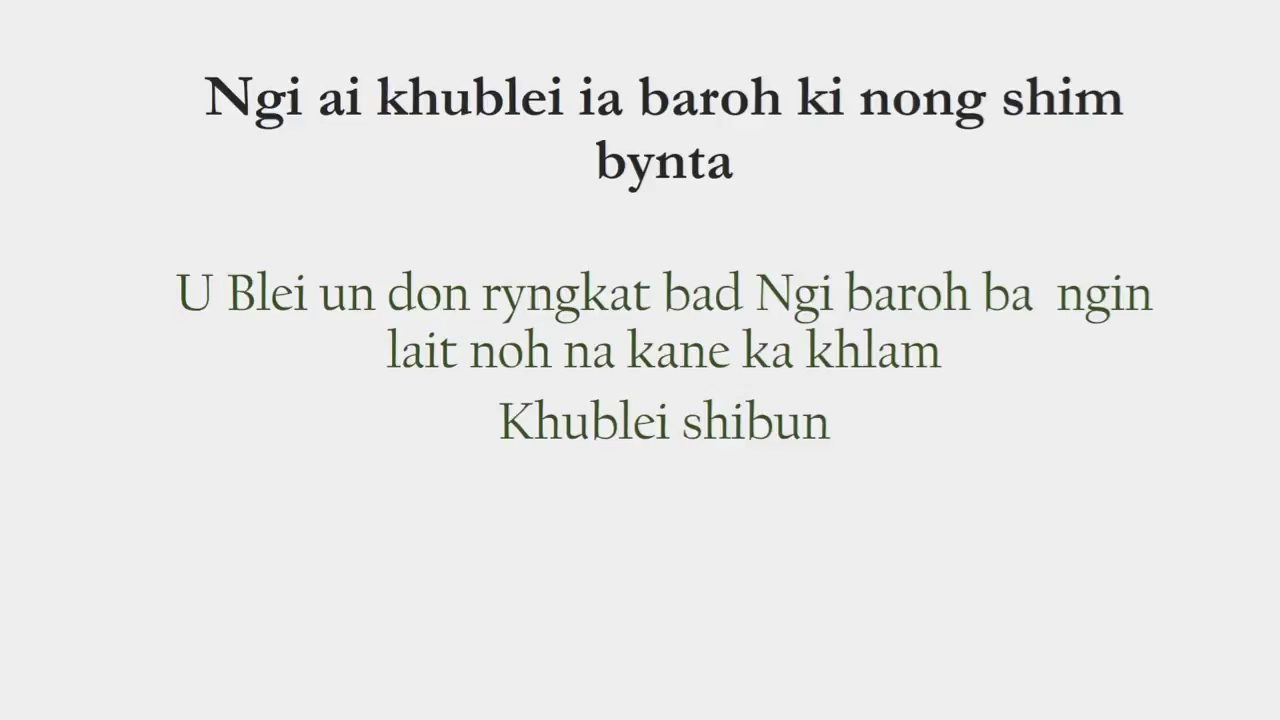 Ngi ai khublei ia baroh ki nong shim
bynta
U Blei un don ryngkat bad Ngi baroh ba  ngin
lait noh na kane ka khlam
Khublei shibun